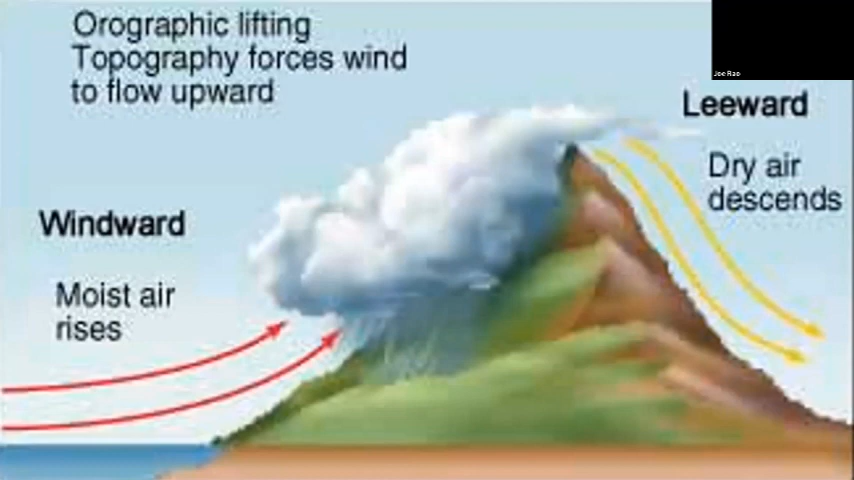 Orographic lifting
Topography forces wind
to flow upward
Joe Rao
Leeward
Dry air
descends
Windward
Moist air
rises